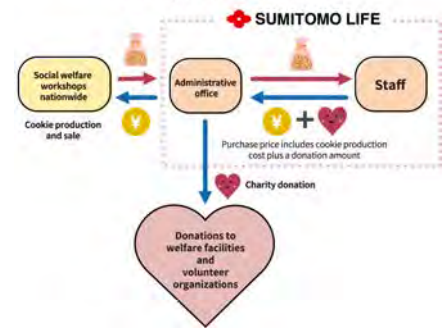 SUMITOMO LIFE
Social welfare
workshops
nationwide
Administrative
office
Staff
Cookie production
and sale
¥
¥
Purchase price includes cookie production
cost plus a donation amount
Charity donation
Donations to
welfare facilities
and
volunteer
organizations